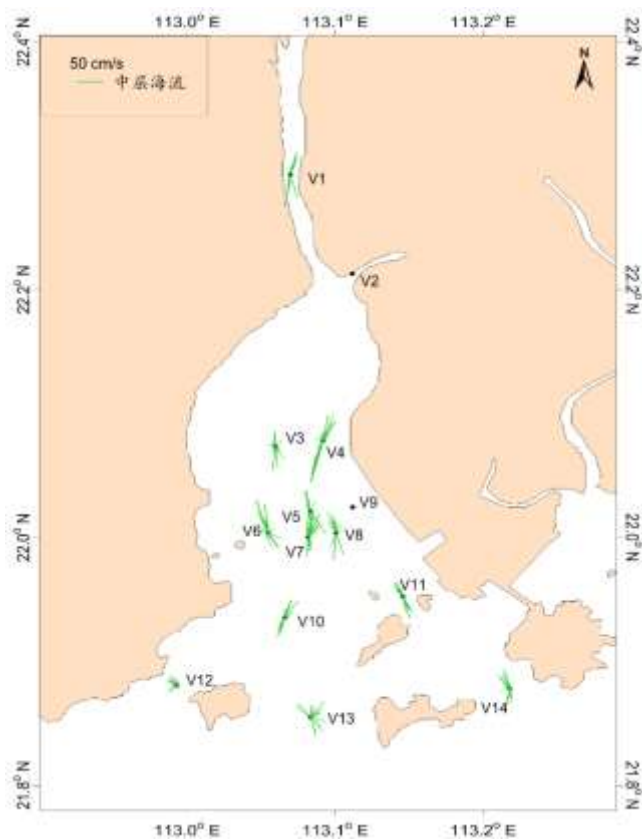 113.0° E 113.1° E 113.2° E
22.4° N 22.4° N
50 cm/s
中层海流
N
V1
V2
22.2° N 22.2° N
V3 V4
V5 V9
V6 V8
V7
22.0° N 22.0° N
V11
V10
V12
V13 V14
21.8° N 21.8° N
113.0° E 113.1° E 113.2° E